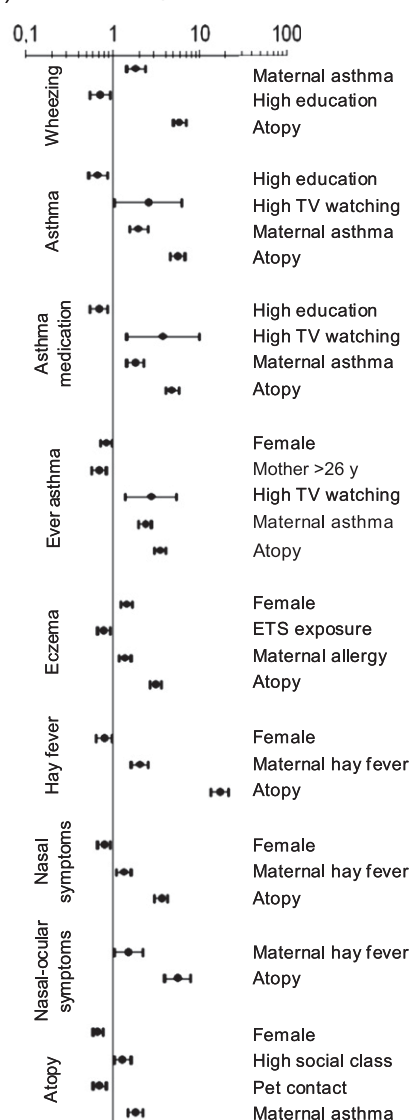 )
0,1 1 10 100
Wheezing
Maternal asthma
High education
Atopy
Asthma
High education
High TV watching
Maternal asthma
Atopy
Asthma
medication
High education
High TV watching
Maternal asthma
Atopy
Ever asthma
Female
Mother >26 y
High TV watching
Maternal asthma
Atopy
Eczema
Female
ETS exposure
Maternal allergy
Atopy
Hay fever
Female
Maternal hay fever
Atopy
Nasal
symptoms
Female
Maternal hay fever
Atopy
Nasal-ocular
symptoms
Maternal hay fever
Atopy
Atopy
Female
High social class
Pet contact
Maternal asthma